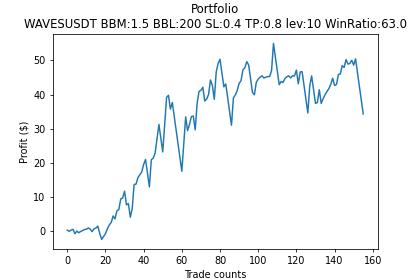 Portfolio
WAVESUSDT BBM:1.5 BBL:200 SL:0.4 TP:0.8 lev:10 WinRatio:63.0
Profit ($)
50
40
30
20
10
0
0 20 40 60 80 100 120 140 160
Trade counts